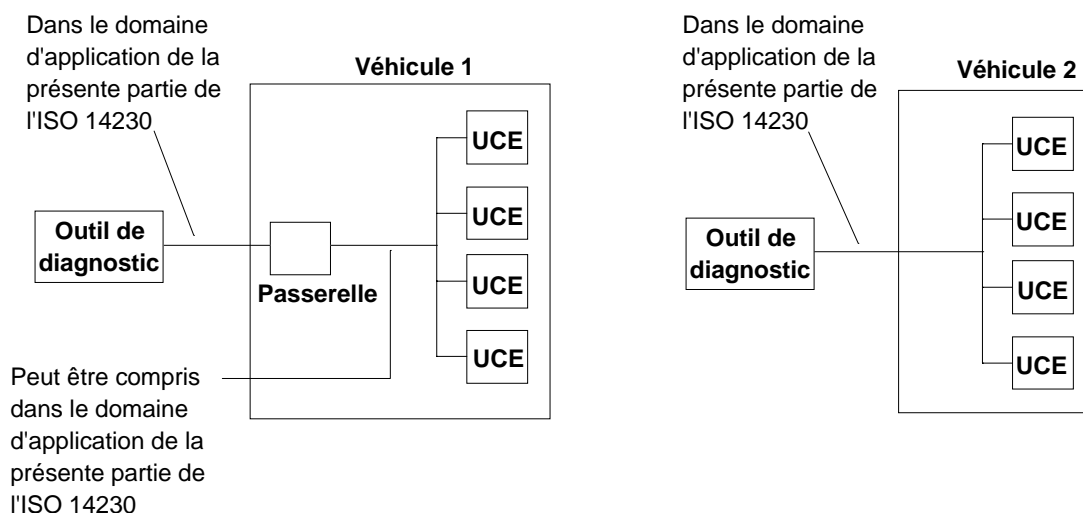 Dans le domaine
d'application de la
présente partie de
l'ISO 14230
Véhicule 1
UCE
UCE
UCE
UCE
Outil de
diagnostic
Passerelle
Peut être compris
dans le domaine
d'application de la
présente partie de
l'ISO 14230
Dans le domaine
d'application de la
présente partie de
l'ISO 14230
Véhicule 2
UCE
UCE
UCE
UCE
Outil de
diagnostic